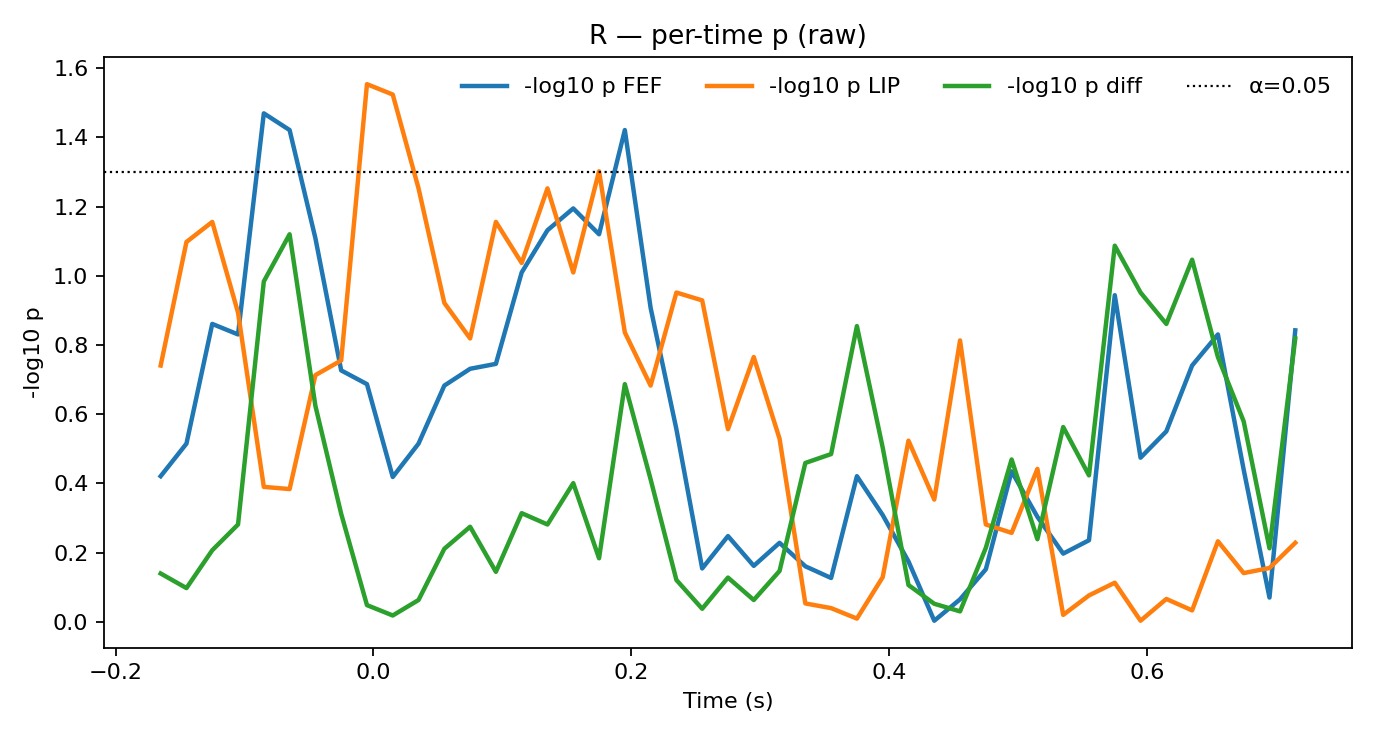 R — per-time p (raw)
-log10 p FEF
-log10 p LIP
-log10 p diff
α=0.05
-log10 p
1.6
1.4
1.2
1.0
0.8
0.6
0.4
0.2
0.0
−0.2
0.0
0.2
0.4
0.6
Time (s)